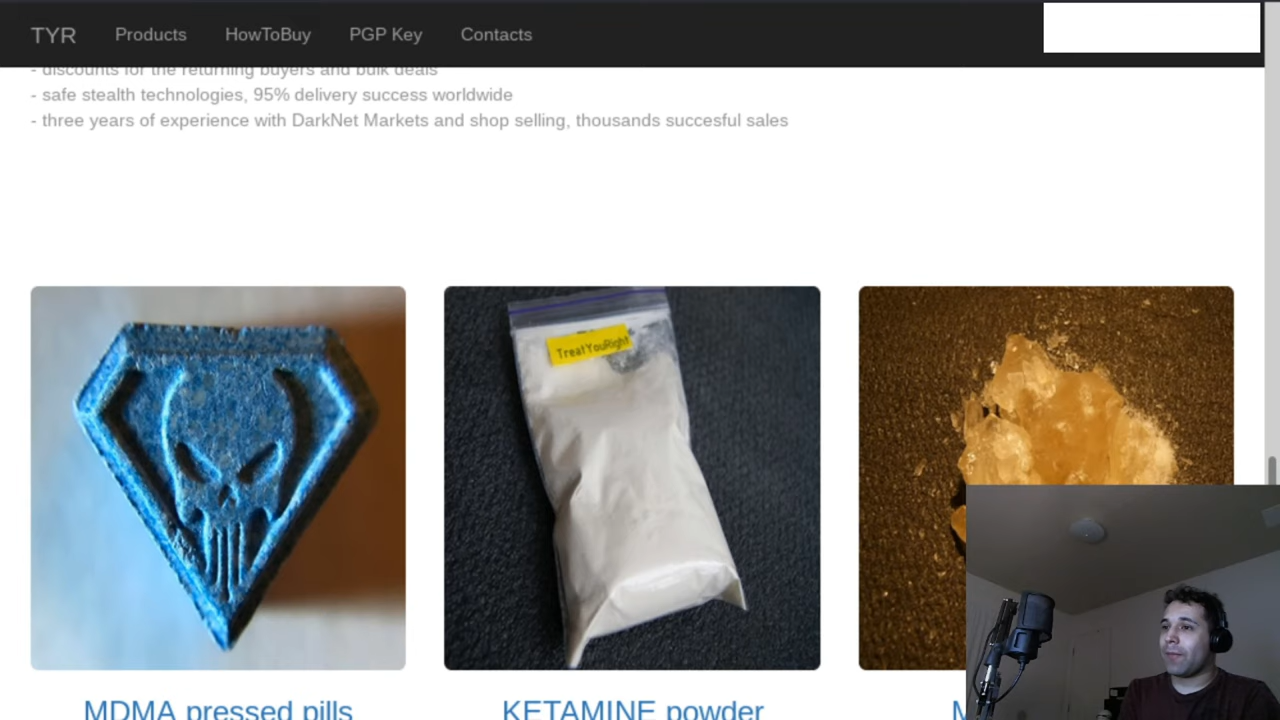 TYR Products HowToBuy PGP Key Contacts
- discounts for the returning buyers and bulk deals
- safe stealth technologies, 95% delivery success worldwide
- three years of experience with DarkNet Markets and shop selling, thousands succesful sales
TreatYouRight
MDMA pressed pills
KETAMINE powder
M